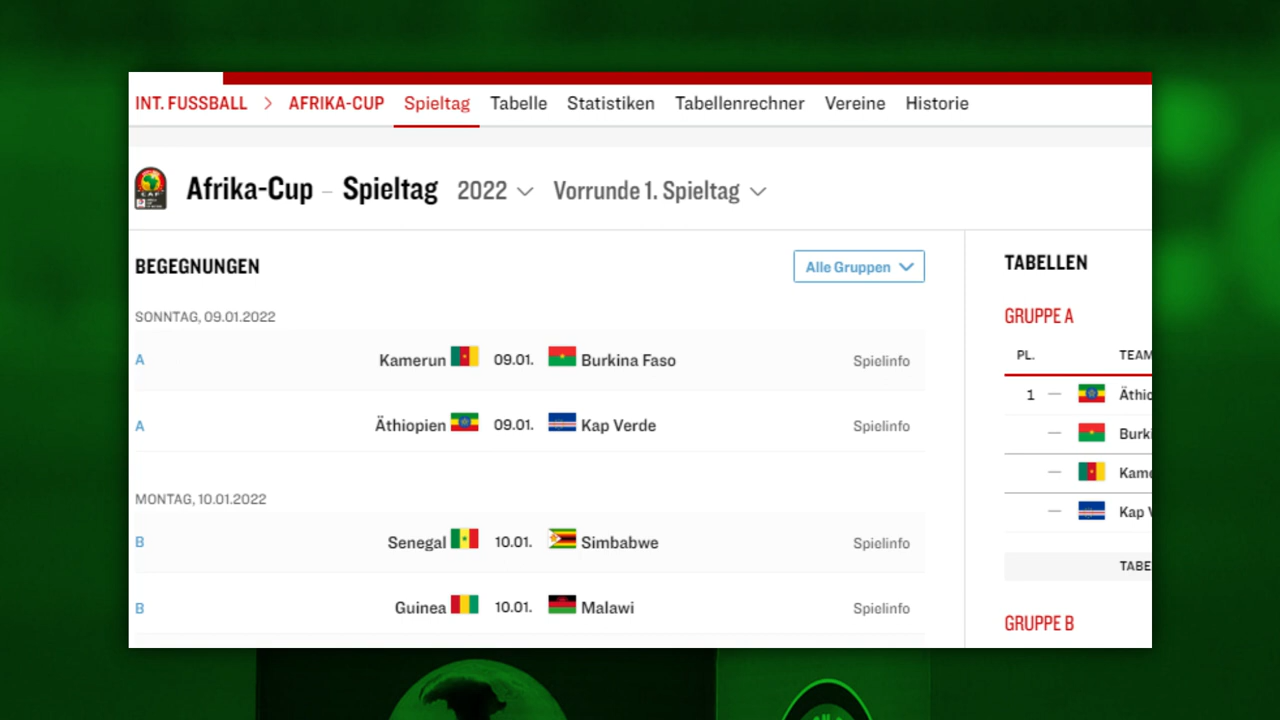 INT. FUSSBALL > AFRIKA-CUP Spieltag Tabelle Statistiken Tabellenrechner Vereine Historie
Afrika-Cup – Spieltag 2022 Vorrunde 1. Spieltag
BEGEGNUNGEN
Alle Gruppen
SONNTAG, 09.01.2022
A Kamerun 09.01. Burkina Faso Spielinfo
A Äthiopien 09.01. Kap Verde Spielinfo
MONTAG, 10.01.2022
B Senegal 10.01. Simbabwe Spielinfo
B Guinea 10.01. Malawi Spielinfo
TABELLEN
GRUPPE A
PL. TEAM
1 — Äthio
— Burki
— Kame
— Kap V
TABE
GRUPPE B